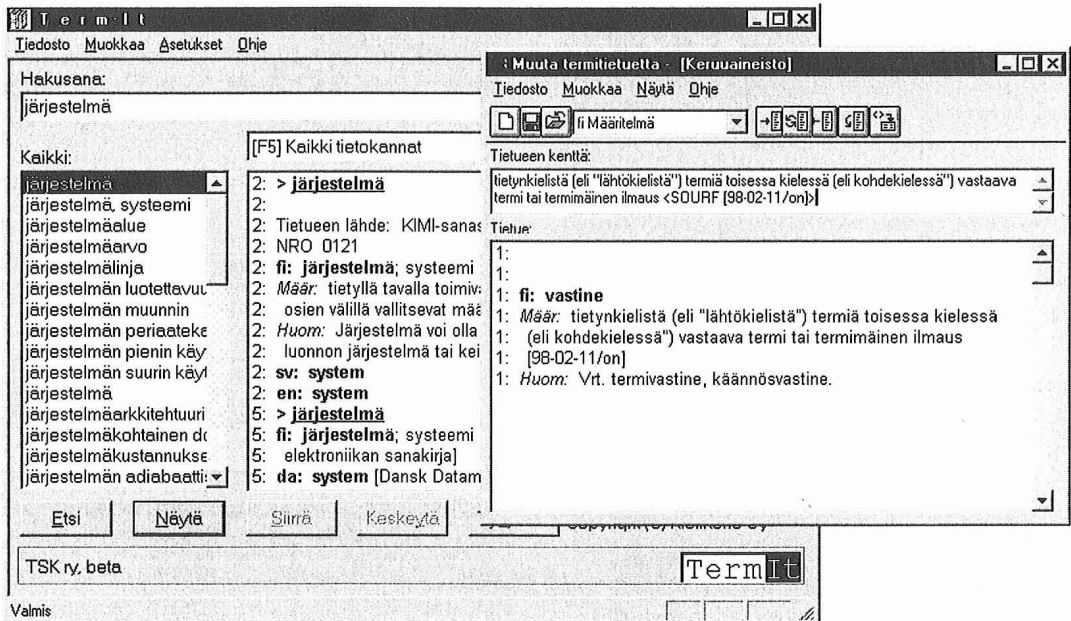 Term-It
Tiedosto Muokkaa Asetukset Ohje
Hakusana:
järjestelmä
Kaikki:
[F5] Kaikki tietokannat
järjestelmä
järjestelmä, systeemi
järjestelmäalue
järjestelmäarvo
järjestelmälinja
järjestelmän luotettavuu
järjestelmän muunnin
järjestelmän periaateka
järjestelmän pienin käy
järjestelmän suurin käyt
järjestelmä
järjestelmäarkkitehtuuri
järjestelmäkohtainen do
järjestelmäkustannukse
järjestelmän adiabaattis
2: > järjestelmä
2:
2: Tietueen lähde: KIMI-sanas
2: NRO 0121
2: fi: järjestelmä; systeemi
2: Määr: tietyllä tavalla toimiva
2: osien välillä vallitsevat mää
2: Huom: Järjestelmä voi olla
2: luonnon järjestelmä tai kei
2: sv: system
2: en: system
5: > järjestelmä
5: fi: järjestelmä; systeemi
5: elektroniikan sanakirja]
5: da: system [Dansk Datam
Etsi Näytä Siirrä Keskeytä
TSK ry, beta
TermIt
Valmis
Muuta termitietuetta - [Keruuaineisto]
Tiedosto Muokkaa Näytä Ohje
fi Määritelmä
Tietueen kenttä:
tietynkielistä (eli "lähtökielistä") termiä toisessa kielessä (eli kohdekielessä") vastaava
termi tai termimäinen ilmaus <SOURF [98-02-11/on]>
Tietue:
1:
1:
1: fi: vastine
1: Määr: tietynkielistä (eli "lähtökielistä") termiä toisessa kielessä
1: (eli kohdekielessä") vastaava termi tai termimäinen ilmaus
1: [98-02-11/on]
1: Huom: Vrt. termivastine, käännösvastine.